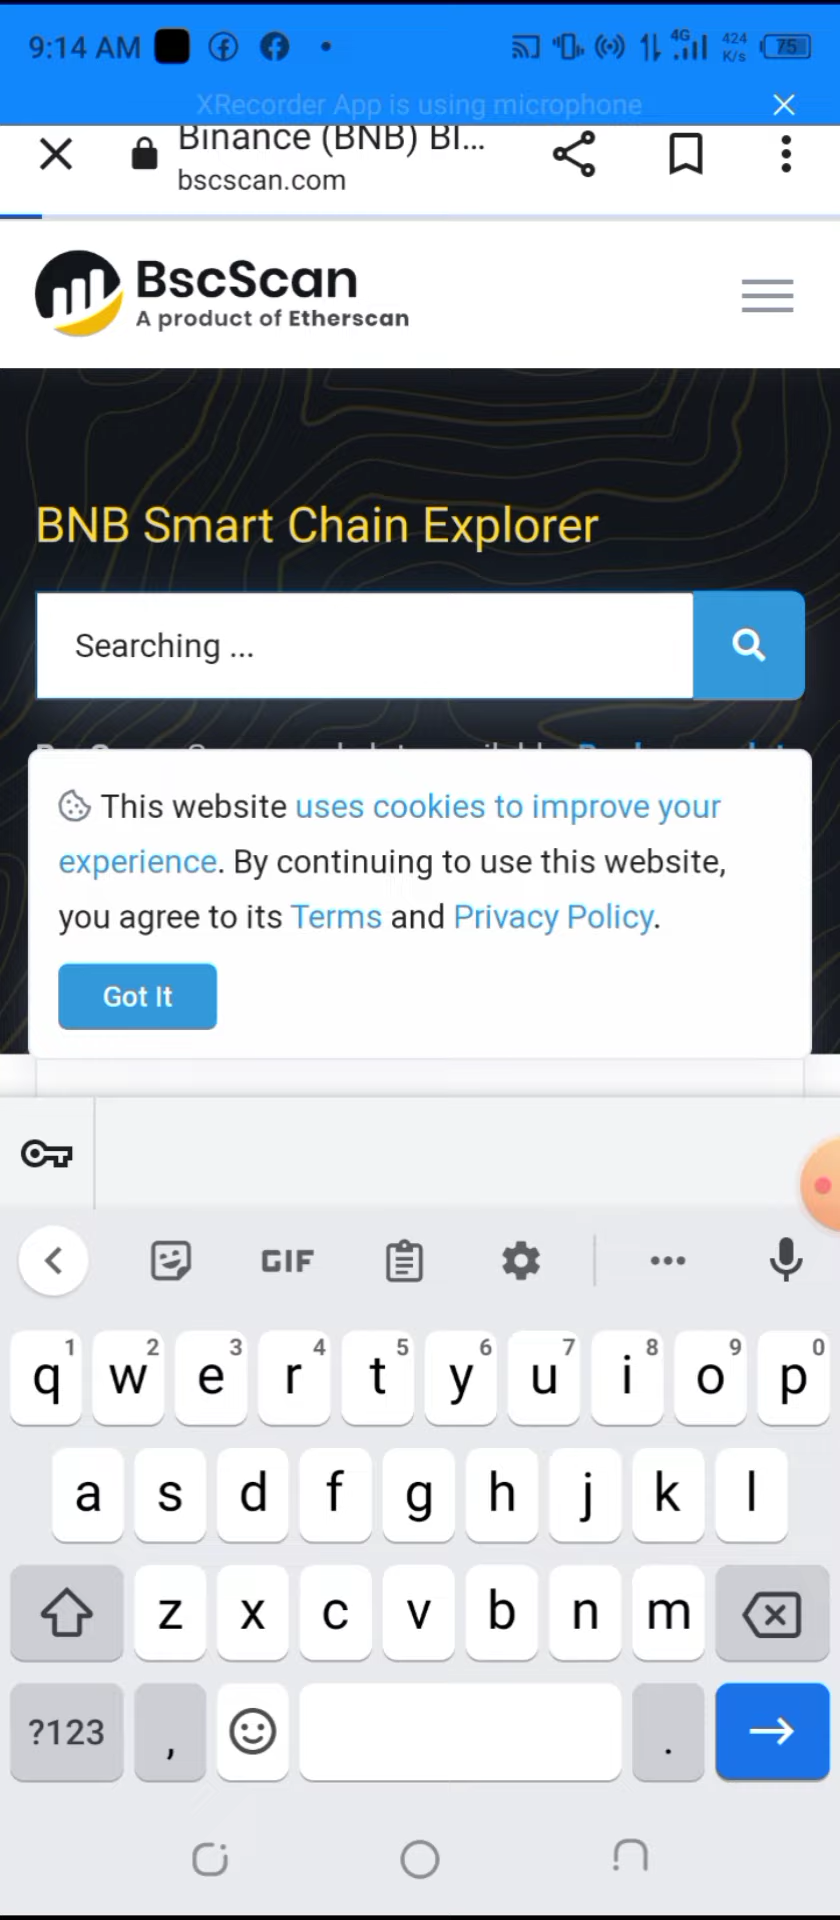 9:14 AM
4G
424
K/s
75
XRecorder App is using microphone
Binance (BNB) Bl...
bscscan.com
BscScan
A product of Etherscan
BNB Smart Chain Explorer
Searching ...
This website uses cookies to improve your
experience. By continuing to use this website,
you agree to its Terms and Privacy Policy.
Got It
GIF
1 2 3 4 5 6 7 8 9 0
q w e r t y u i o p
a s d f g h j k l
z x c v b n m
?123 , .